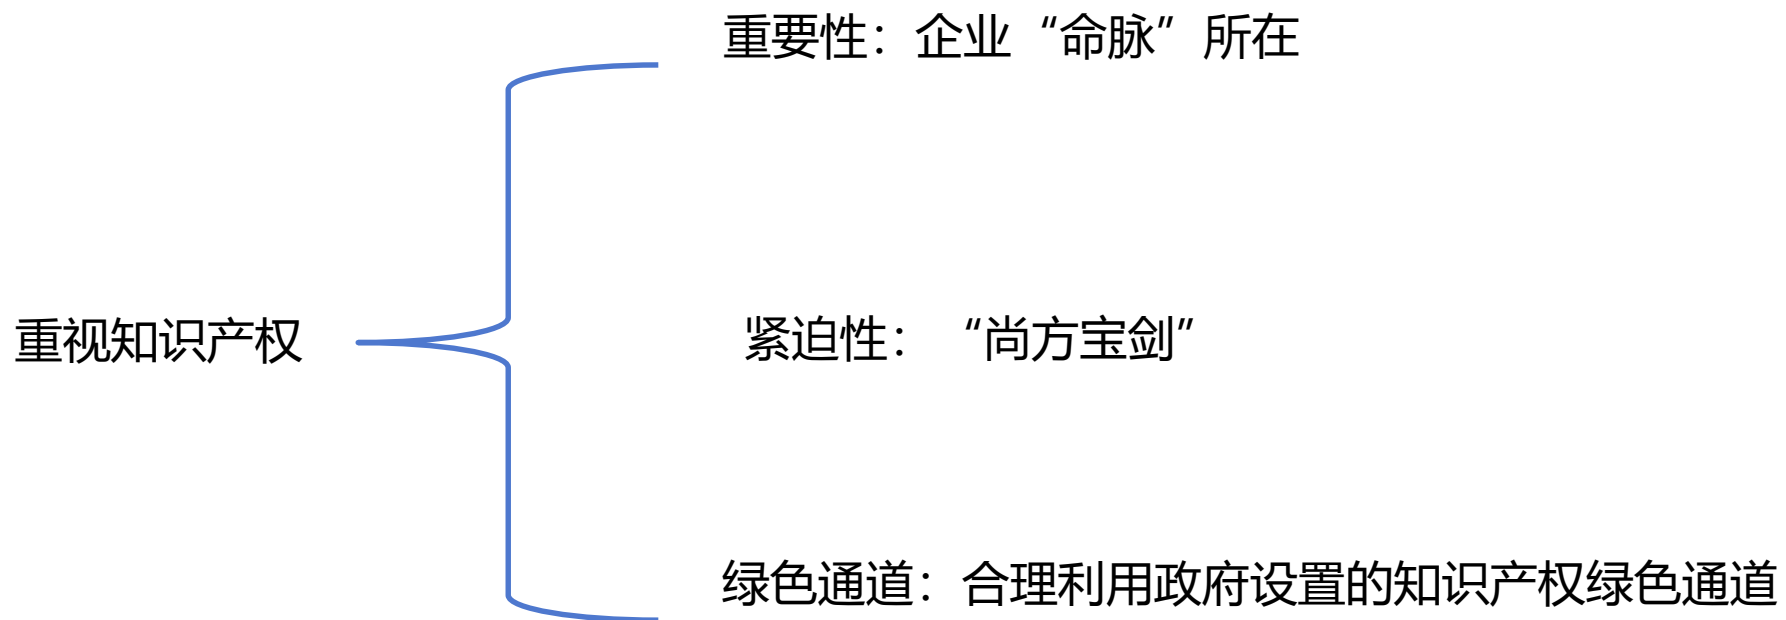 重要性：企业“命脉”所在
重视知识产权
紧迫性：“尚方宝剑”
绿色通道：合理利用政府设置的知识产权绿色通道